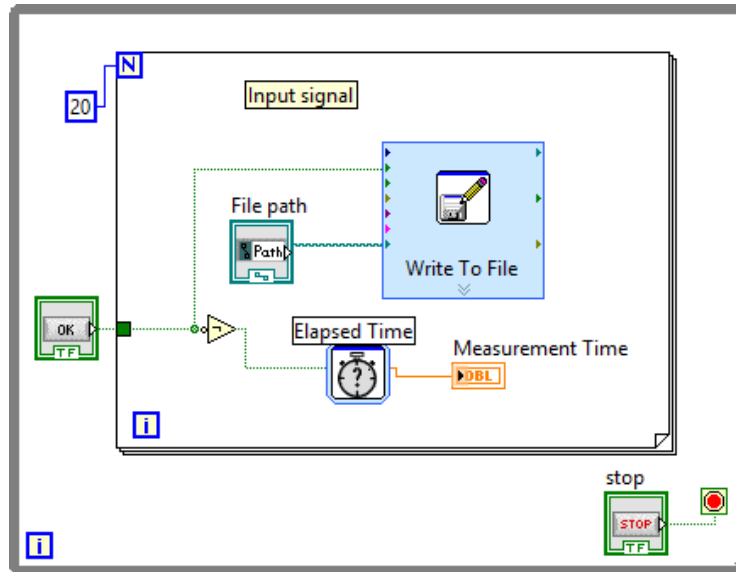 N
20
Input signal
File path
Path
Write To File
OK
TF
Elapsed Time
?
Measurement Time
DBL
i
stop
STOP
TF
i